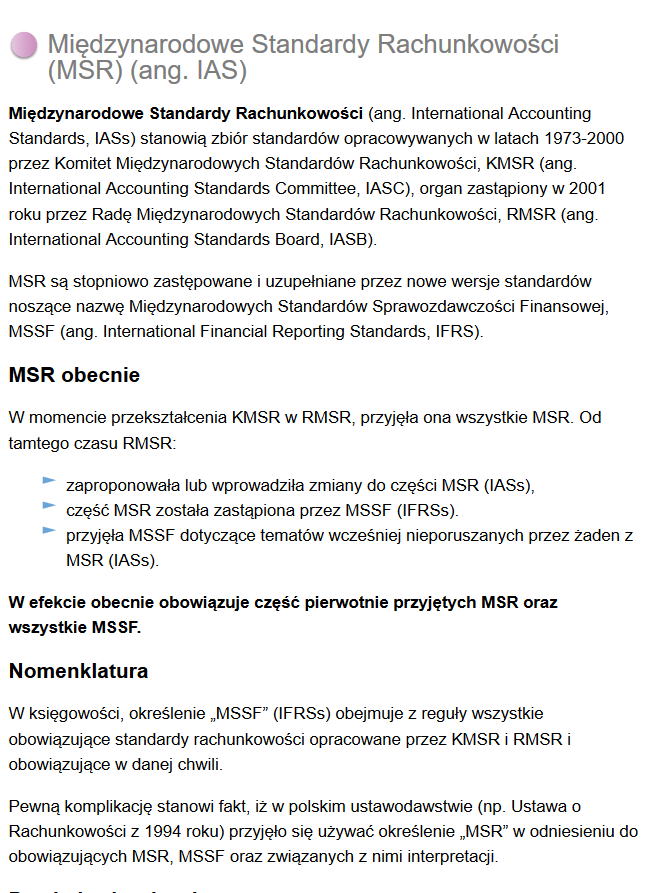 Międzynarodowe Standardy Rachunkowości
(MSR) (ang. IAS)
Międzynarodowe Standardy Rachunkowości (ang. International Accounting
Standards, IASs) stanowią zbiór standardów opracowywanych w latach 1973-2000
przez Komitet Międzynarodowych Standardów Rachunkowości, KMSR (ang.
International Accounting Standards Committee, IASC), organ zastąpiony w 2001
roku przez Radę Międzynarodowych Standardów Rachunkowości, RMSR (ang.
International Accounting Standards Board, IASB).
MSR są stopniowo zastępowane i uzupełniane przez nowe wersje standardów
noszące nazwę Międzynarodowych Standardów Sprawozdawczości Finansowej,
MSSF (ang. International Financial Reporting Standards, IFRS).
MSR obecnie
W momencie przekształcenia KMSR w RMSR, przyjęła ona wszystkie MSR. Od
tamtego czasu RMSR:
zaproponowała lub wprowadziła zmiany do części MSR (IASs),
część MSR została zastąpiona przez MSSF (IFRSs).
przyjęła MSSF dotyczące tematów wcześniej nieporuszanych przez żaden z
MSR (IASs).
W efekcie obecnie obowiązuje część pierwotnie przyjętych MSR oraz
wszystkie MSSF.
Nomenklatura
W księgowości, określenie „MSSF” (IFRSs) obejmuje z reguły wszystkie
obowiązujące standardy rachunkowości opracowane przez KMSR i RMSR i
obowiązujące w danej chwili.
Pewną komplikację stanowi fakt, iż w polskim ustawodawstwie (np. Ustawa o
Rachunkowości z 1994 roku) przyjęło się używać określenie „MSR” w odniesieniu do
obowiązujących MSR, MSSF oraz związanych z nimi interpretacji.